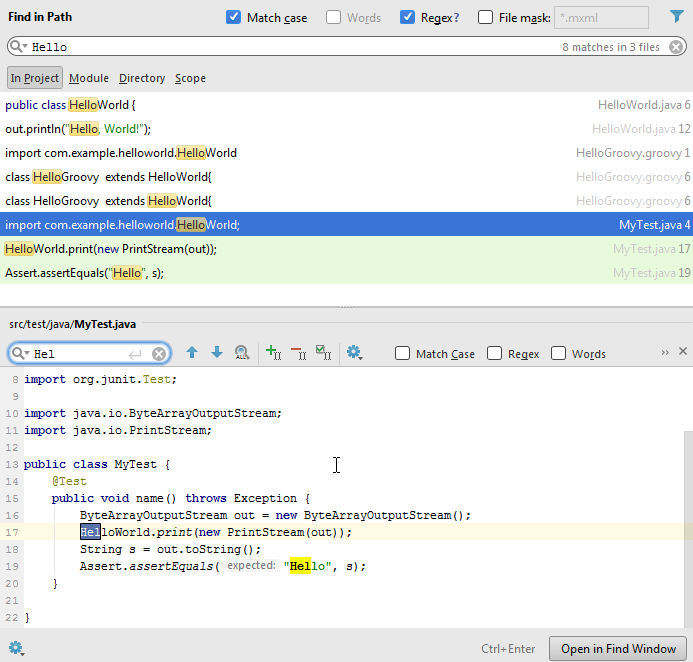 Find in Path Match case Words Regex? File mask: *.mxml
Hello 8 matches in 3 files
In Project Module Directory Scope
public class HelloWorld { HelloWorld.java 6
out.println("Hello, World!"); HelloWorld.java 12
import com.example.helloworld.HelloWorld HelloGroovy.groovy 1
class HelloGroovy extends HelloWorld{ HelloGroovy.groovy 6
class HelloGroovy extends HelloWorld{ HelloGroovy.groovy 6
import com.example.helloworld.HelloWorld; MyTest.java 4
HelloWorld.print(new PrintStream(out)); MyTest.java 17
Assert.assertEquals("Hello", s); MyTest.java 19
src/test/java/MyTest.java
Hel ALL Match Case Regex Words
8 import org.junit.Test;
9
10 import java.io.ByteArrayOutputStream;
11 import java.io.PrintStream;
12
13 public class MyTest {
14 @Test
15 public void name() throws Exception {
16 ByteArrayOutputStream out = new ByteArrayOutputStream();
17 HelloWorld.print(new PrintStream(out));
18 String s = out.toString();
19 Assert.assertEquals( expected: "Hello", s);
20 }
21
22 }
Ctrl+Enter Open in Find Window